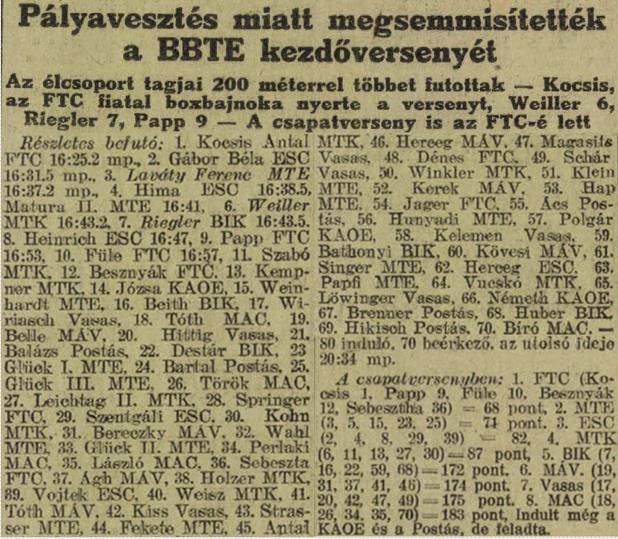 Pályavesztés miatt megsemmisítették
a BBTE kezdőversenyét
Az élcsoport tagjai 200 méterrel többet futottak — Kocsis,
az FTC fiatal boxbajnoka nyerte a versenyt, Weiller 6,
Riegler 7, Papp 9 — A csapatverseny is az FTC-é lett
Részletes befutó: 1. Kocsis Antal
FTC 16:25.2 mp., 2. Gábor Béla ESC
16:31.5 mp., 3. Laváty Ferenc MTE
16:37.2 mp., 4. Hima ESC 16:38.5,
Matura II. MTE 16:41, 6. Weiller
MTK 16:43.2, 7. Riegler BIK 16:43.5.
8. Heinrich ESC 16:47, 9. Papp FTC
16:53, 10. Füle FTC 16:57, 11. Szabó
MTK, 12. Besznyák FTC. 13. Kemp-
ner MTK, 14. Józsa KAOE, 15. Wein-
hardt MTE, 16. Beith BIK, 17. Wi-
riasch Vasas, 18. Tóth MAC, 19.
Belle MÁV, 20. Hittig Vasas, 21.
Balázs Postás, 22. Destár BIK, 23
Glück I. MTE, 24. Bartal Postás, 25.
Glück III. MTE, 26. Török MAC,
27. Leichtag II. MTK, 28. Springer
FTC, 29. Szentgáli ESC, 30. Kohn
MTK, 31. Bereczky MÁV, 32. Wahl
MTE, 33. Glück II. MTE, 34. Perlaki
MAC, 35. László MAC, 36. Sebeszta
FTC, 37. Ágh MÁV, 38. Holzer MTK,
39. Vojtek ESC, 40. Weisz MTK, 41.
Tóth MÁV, 42. Kiss Vasas, 43. Stras-
ser MTE, 44. Fekete MTE, 45. Antal
MTK, 46. Herceg MÁV, 47. Magasits
Vasas, 48. Dénes FTC, 49. Schár
Vasas, 50. Winkler MTK, 51. Klein
MTE, 52. Kerek MÁV, 53. Hap
MTE, 54. Jager FTC, 55. Ács Pos-
tás, 56. Hunyadi MTE, 57. Polgár
KAOE, 58. Kelemen Vasas, 59.
Bathonyi BIK, 60. Kövesi MÁV, 61.
Singer MTE, 62. Herceg ESC. 63.
Papfi MTE, 64. Vucskó MTK, 65.
Löwinger Vasas, 66. Németh KAOE,
67. Brenner Postás, 68. Huber BIK,
69. Hikisch Postás, 70. Bíró MAC. —
80 induló, 70 beérkező, az utolsó ideje
20:34 mp.
A csapatversenyben: 1. FTC (Ko-
csis 1, Papp 9, Füle 10, Besznyák
12, Sebesztha 36) = 68 pont, 2. MTE
(3, 5, 15, 23, 25) = 71 pont. 3. ESC
(2, 4, 8, 29, 39) = 82, 4. MTK
(6, 11, 13, 27, 30) = 87 pont, 5. BIK (7,
16, 22, 59, 68) = 172 pont. 6. MÁV. (19,
31, 37, 41, 46) = 174 pont. 7. Vasas (17,
20, 42, 47, 49) = 175 pont. 8. MAC (18,
26, 34, 35, 70) = 183 pont, Indult még a
KAOE és a Postás, de feladta.